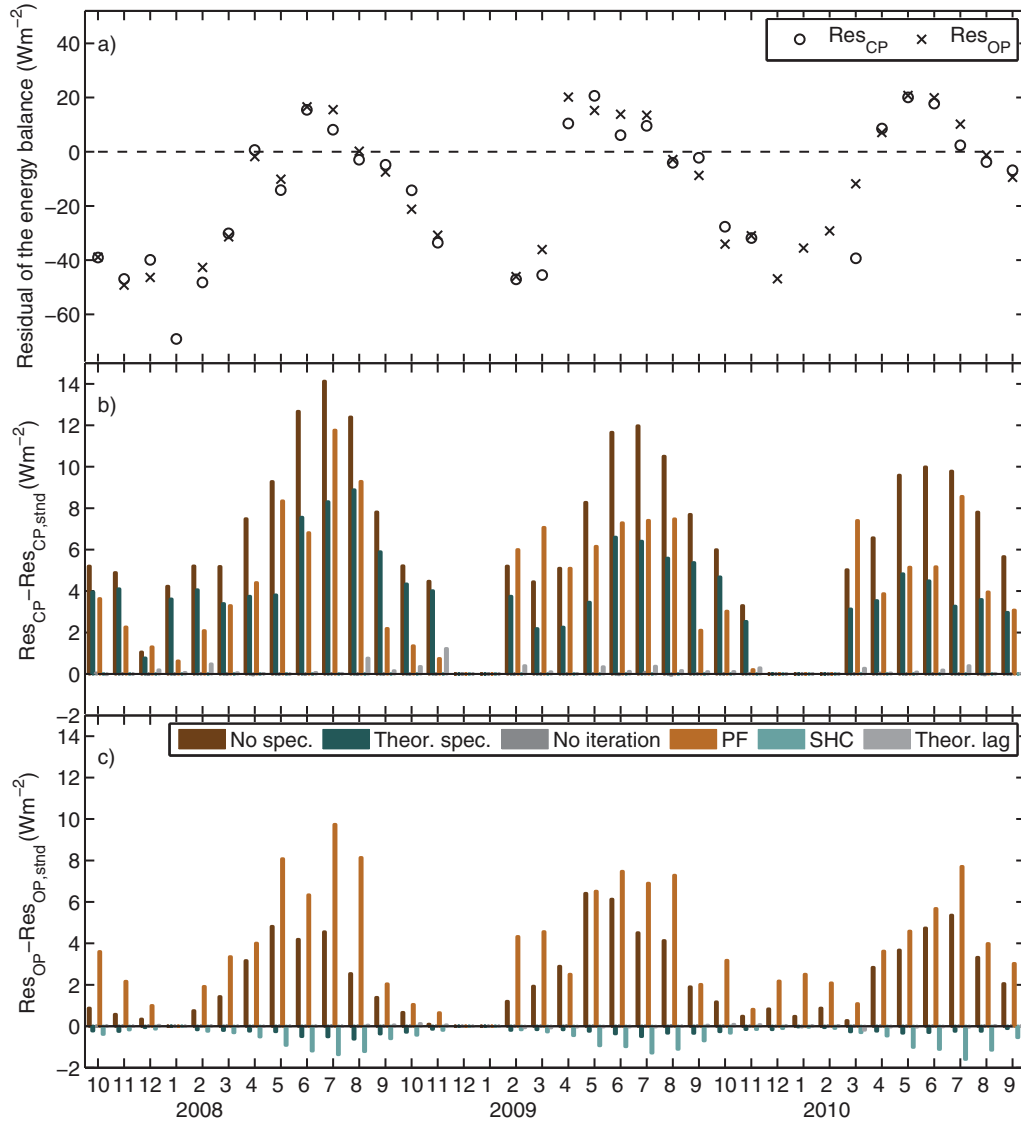 Residual of the energy balance (Wm−2)
a)
Res_CP Res_OP
40
20
0
−20
−40
−60
Res_CP−Res_CP,stnd (Wm−2)
b)
14
12
10
8
6
4
2
0
−2
Res_OP−Res_OP,stnd (Wm−2)
c)
No spec. Theor. spec. No iteration PF SHC Theor. lag
14
12
10
8
6
4
2
0
−2
10 11 12 1 2 3 4 5 6 7 8 9 10 11 12 1 2 3 4 5 6 7 8 9 10 11 12 1 2 3 4 5 6 7 8 9
2008 2009 2010